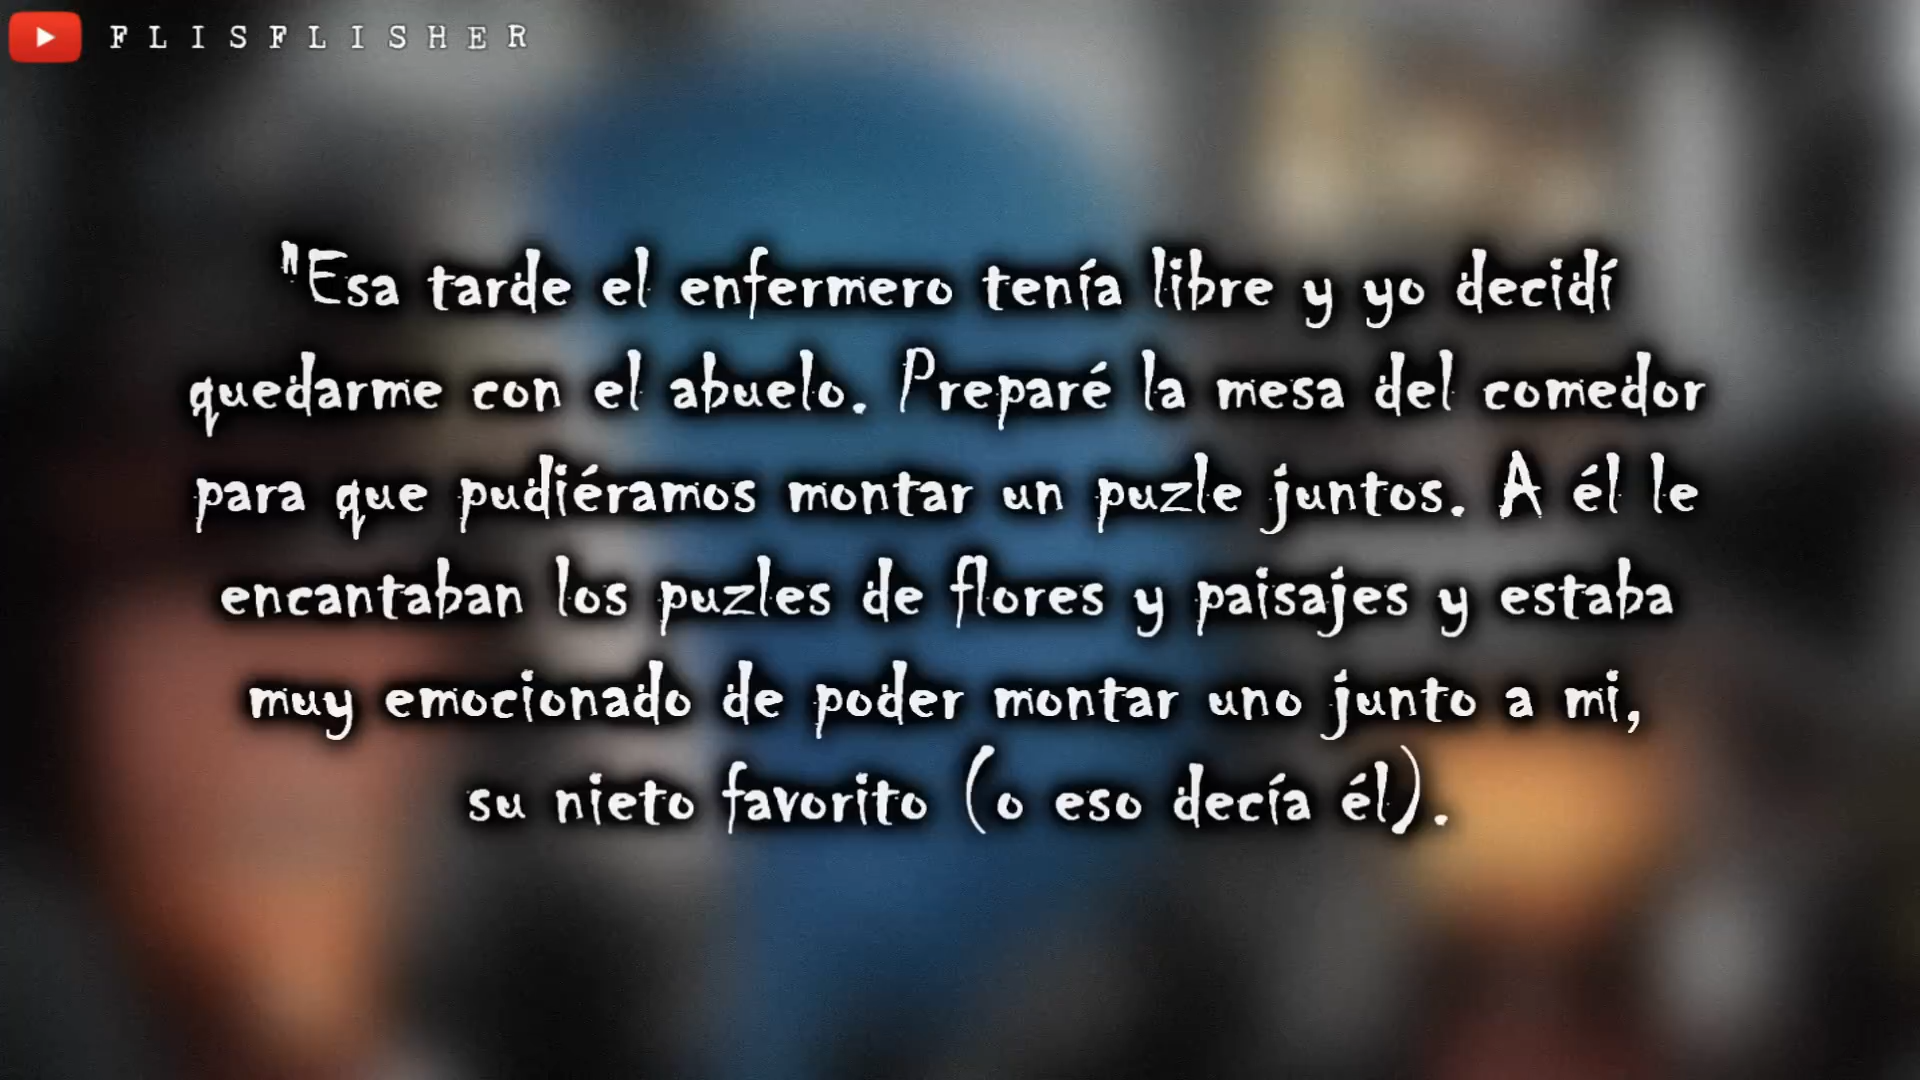 FLISFLISHER
"Esa tarde el enfermero tenía libre y yo decidí
quedarme con el abuelo. Preparé la mesa del comedor
para que pudiéramos montar un puzle juntos. A él le
encantaban los puzles de flores y paisajes y estaba
muy emocionado de poder montar uno junto a mi,
su nieto favorito (o eso decía él).